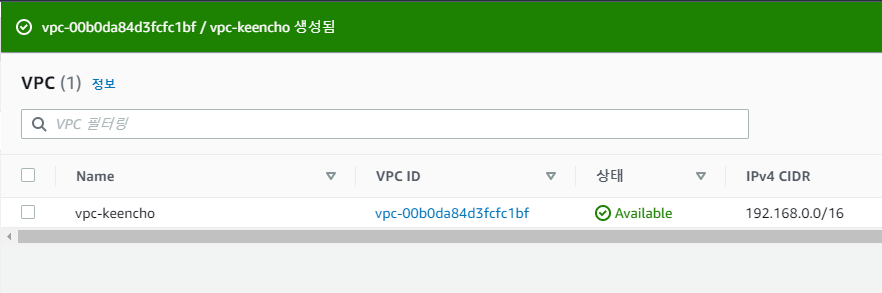 vpc-00b0da84d3fcfc1bf / vpc-keencho 생성됨
VPC (1) 정보
VPC 필터링
Name VPC ID 상태 IPv4 CIDR
vpc-keencho vpc-00b0da84d3fcfc1bf Available 192.168.0.0/16